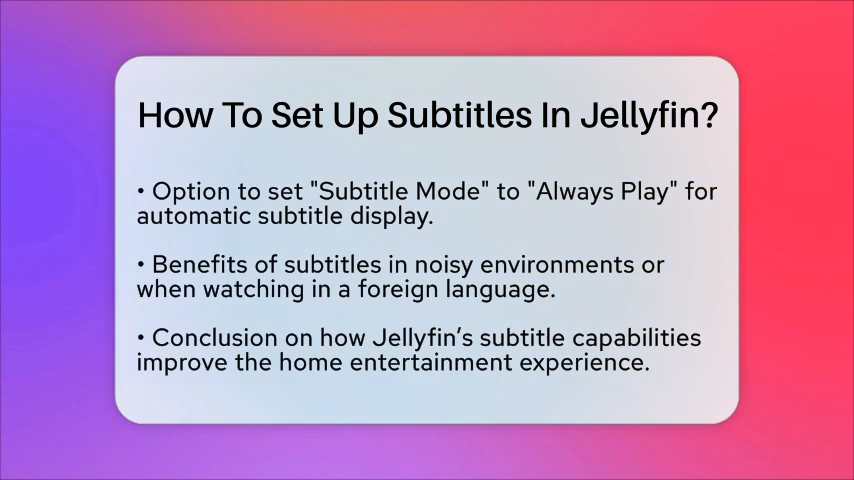 How To Set Up Subtitles In Jellyfin?
• Option to set "Subtitle Mode" to "Always Play" for
automatic subtitle display.
• Benefits of subtitles in noisy environments or
when watching in a foreign language.
• Conclusion on how Jellyfin’s subtitle capabilities
improve the home entertainment experience.